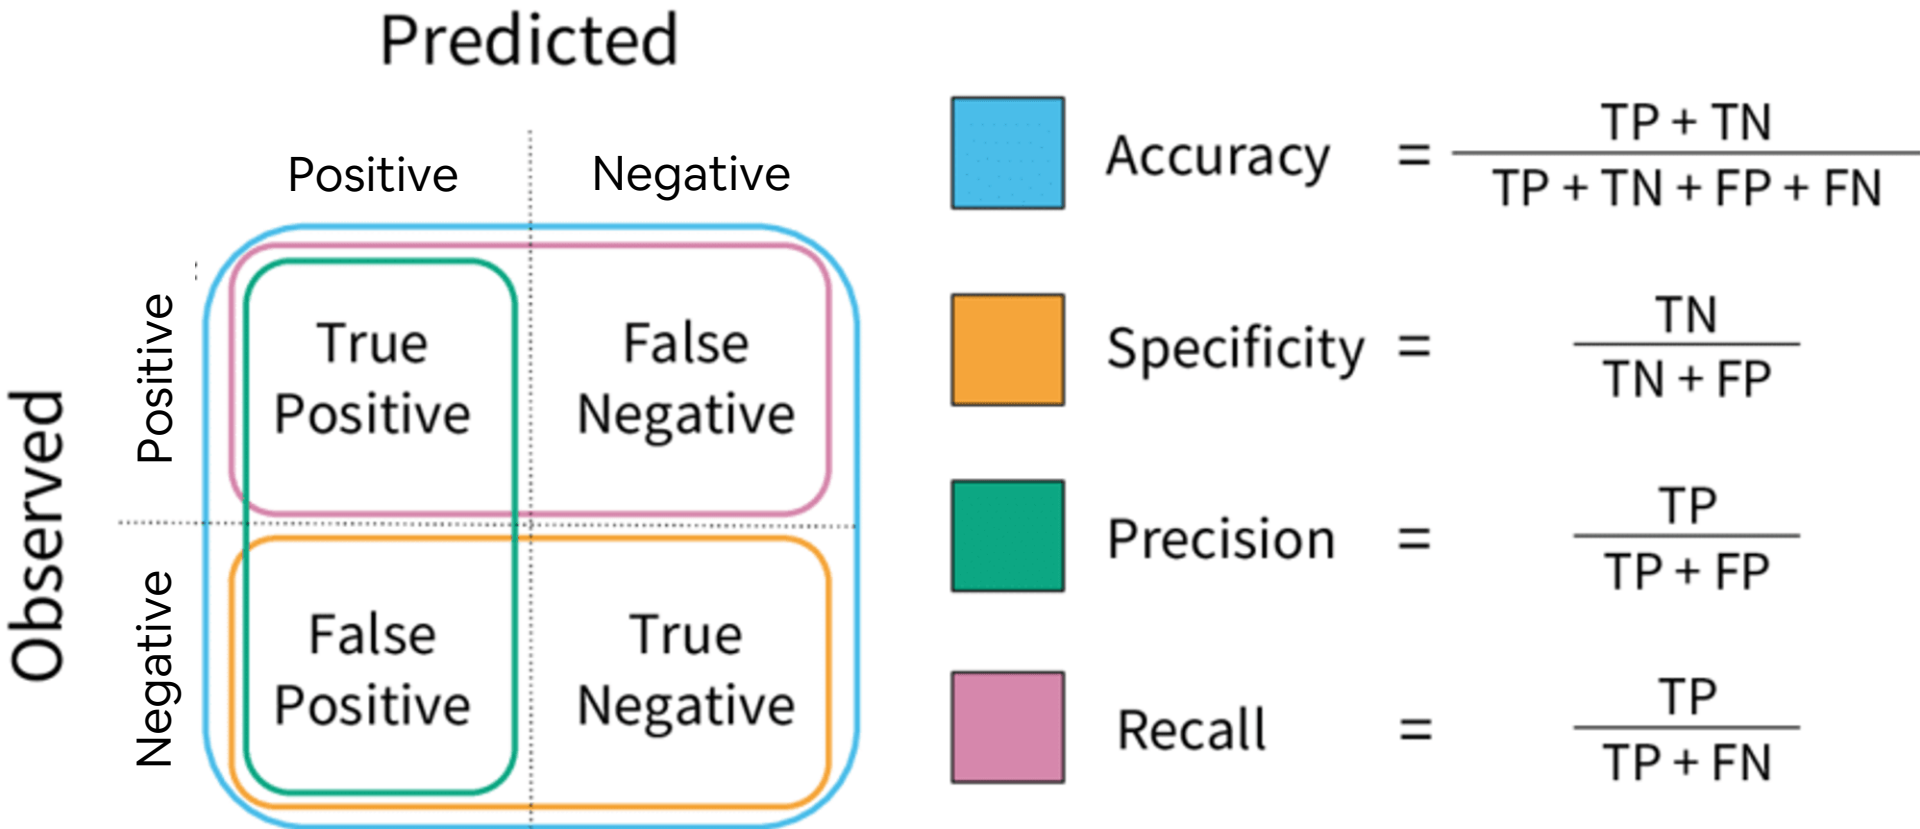 Predicted
Positive
Negative
Observed
Positive
Negative
True
Positive
False
Negative
False
Positive
True
Negative
Accuracy = TP + TN
TP + TN + FP + FN
Specificity = TN
TN + FP
Precision = TP
TP + FP
Recall = TP
TP + FN